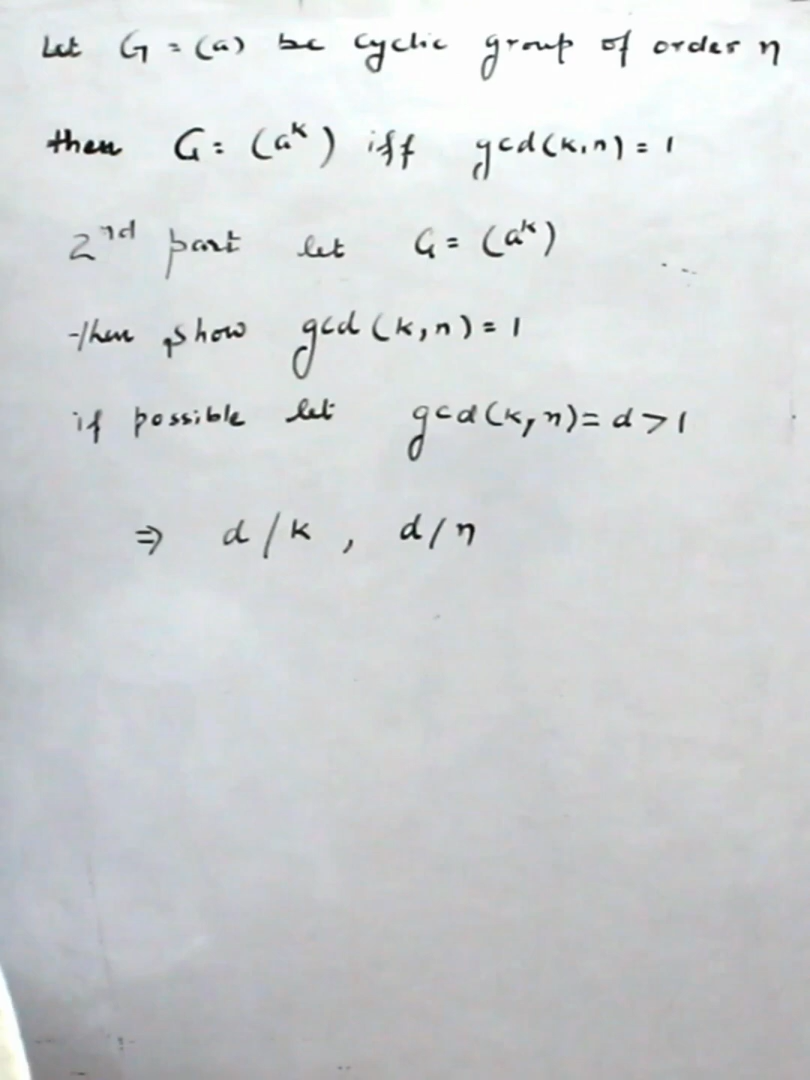 Let G = (a) be cyclic group of order n
then G = (a^k) iff gcd(k,n) = 1
2nd part let G = (a^k)
then show gcd(k,n) = 1
if possible let gcd(k,n) = d > 1
⇒ d/k , d/n